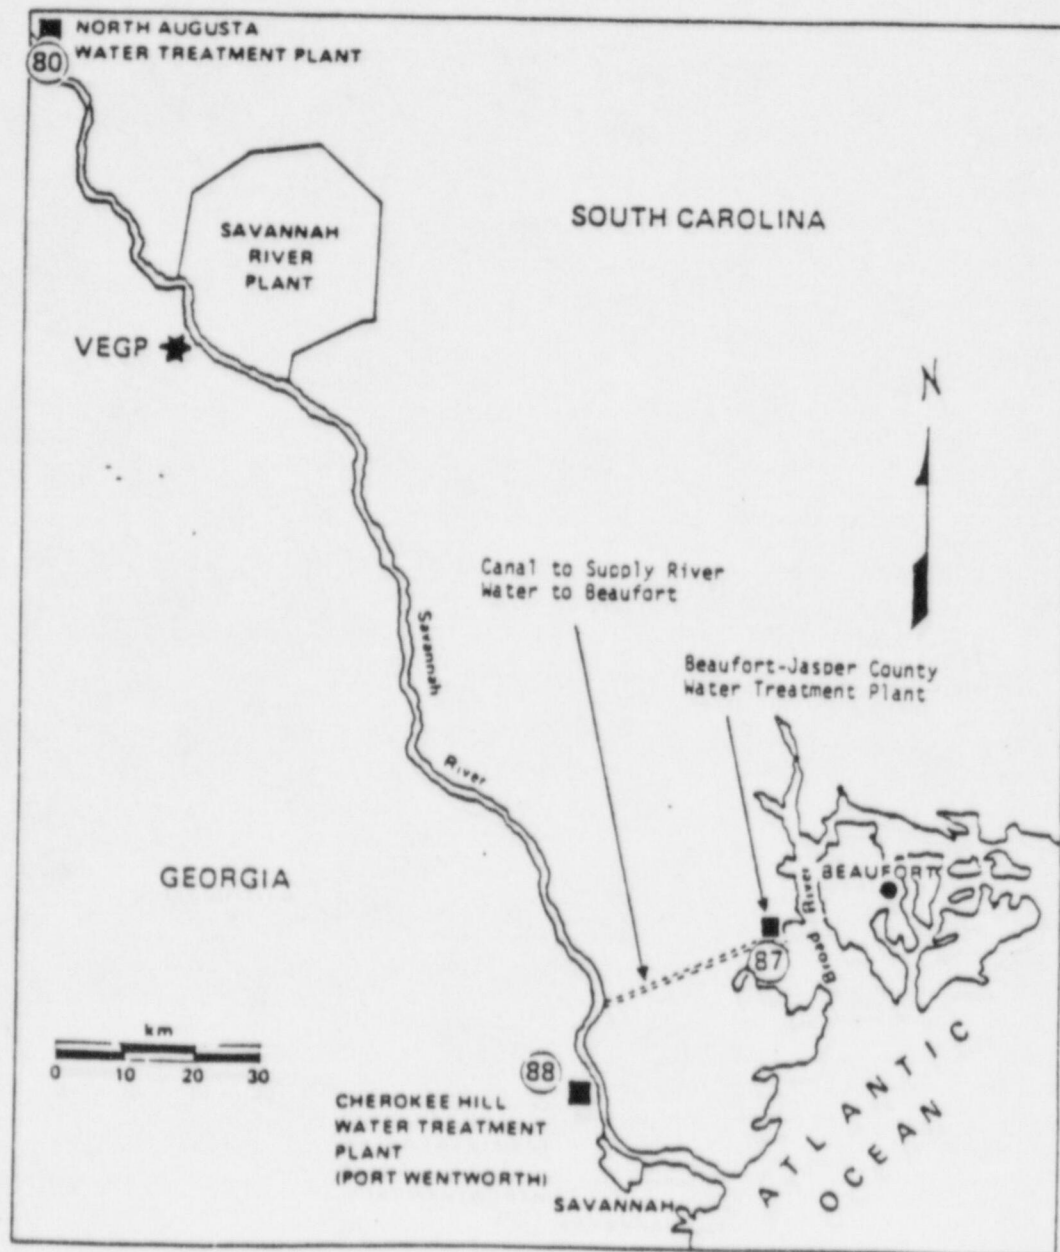 NORTH AUGUSTA
WATER TREATMENT PLANT
80
SAVANNAH
RIVER
PLANT
SOUTH CAROLINA
VEGP
N
Canal to Supply River
Water to Beaufort
Savannah
River
Beaufort-Jasper County
Water Treatment Plant
GEORGIA
BEAUFORT
Broad River
87
km
0 10 20 30
88
CHEROKEE HILL
WATER TREATMENT
PLANT
(PORT WENTWORTH)
SAVANNAH
ATLANTIC
OCEAN